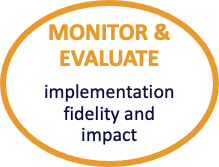 MONITOR &
EVALUATE
implementation
fidelity and
impact